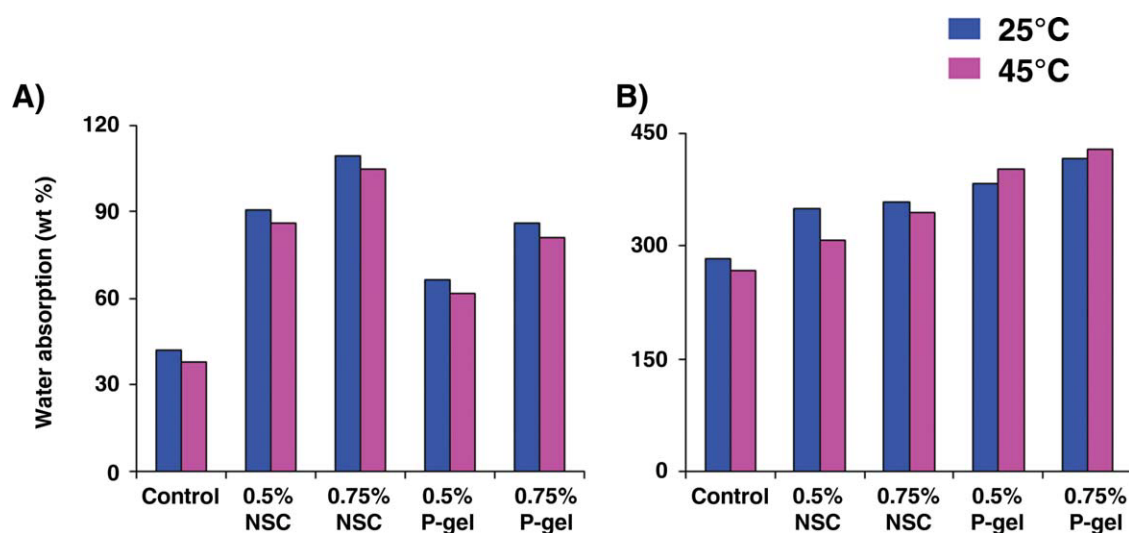 25°C
45°C
A)
B)
Water absorption (wt %)
120
90
60
30
0
Control
0.5% NSC
0.75% NSC
0.5% P-gel
0.75% P-gel
450
300
150
0
Control
0.5% NSC
0.75% NSC
0.5% P-gel
0.75% P-gel